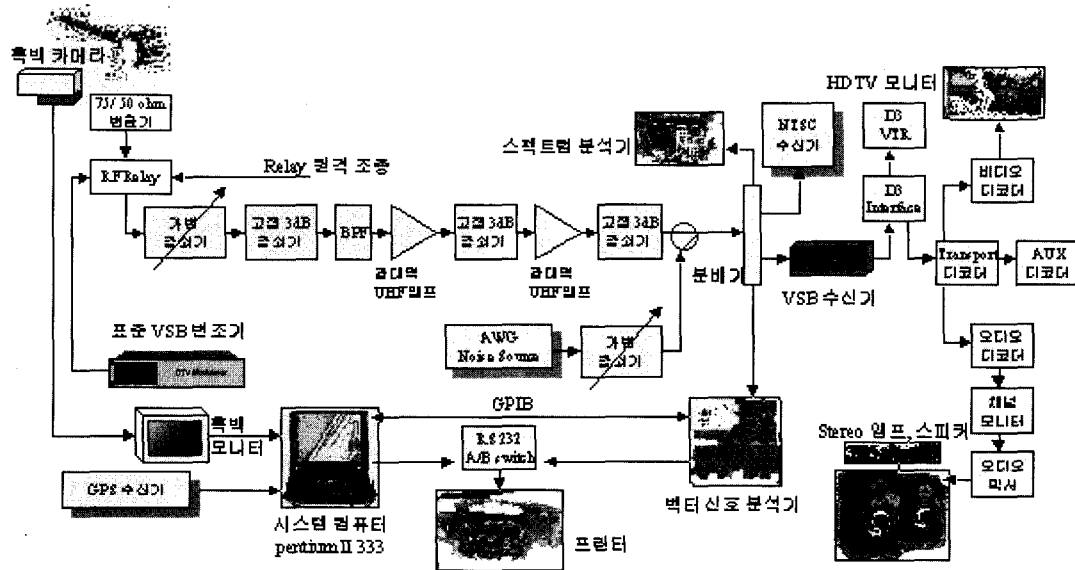 흑백 카메라
75/50 ohm
변환기
RF Relay
Relay 원격 조종
가변
감쇠기
고정 3dB
감쇠기
BPF
광대역
UHF앰프
고정 3dB
감쇠기
광대역
UHF앰프
고정 3dB
감쇠기
분배기
스펙트럼 분석기
NTSC
수신기
HDTV 모니터
D3
VTR
D3
Interface
비디오
디코더
Transport
디코더
AUX
디코더
VSB 수신기
표준 VSB 변조기
AWG
Noise Source
가변
감쇠기
오디오
디코더
채널
모니터
오디오
믹서
Stereo 앰프, 스피커
흑백
모니터
GPS 수신기
GPIB
RS 232
A/B switch
시스템 컴퓨터
pentium II 333
프린터
벡터 신호 분석기